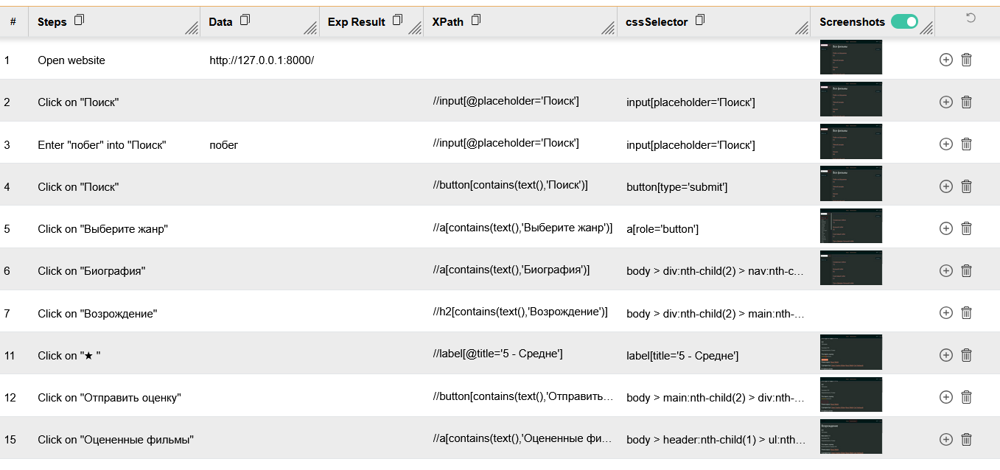 # Steps Data Exp Result XPath cssSelector Screenshots
1 Open website http://127.0.0.1:8000/
2 Click on "Поиск" //input[@placeholder='Поиск'] input[placeholder='Поиск']
3 Enter "побег" into "Поиск" побег //input[@placeholder='Поиск'] input[placeholder='Поиск']
4 Click on "Поиск" //button[contains(text(),'Поиск')] button[type='submit']
5 Click on "Выберите жанр" //a[contains(text(),'Выберите жанр')] a[role='button']
6 Click on "Биография" //a[contains(text(),'Биография')] body > div:nth-child(2) > nav:nth-c...
7 Click on "Возрождение" //h2[contains(text(),'Возрождение')] body > div:nth-child(2) > main:nth-...
11 Click on "★ " //label[@title='5 - Средне'] label[title='5 - Средне']
12 Click on "Отправить оценку" //button[contains(text(),'Отправить... body > main:nth-child(2) > div:nth-...
15 Click on "Оцененные фильмы" //a[contains(text(),'Оцененные фи... body > header:nth-child(1) > ul:nth...